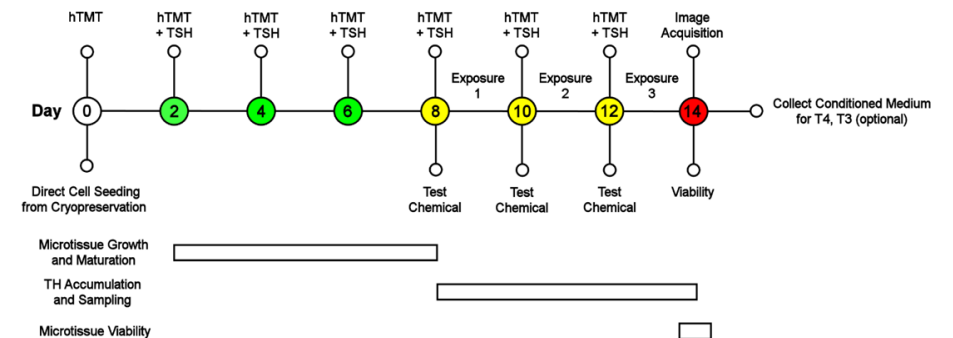 hTMT
hTMT
+ TSH
hTMT
+ TSH
hTMT
+ TSH
hTMT
+ TSH
hTMT
+ TSH
hTMT
+ TSH
Image
Acquisition
Exposure
1
Exposure
2
Exposure
3
Day 0 2 4 6 8 10 12 14
Collect Conditioned Medium
for T4, T3 (optional)
Direct Cell Seeding
from Cryopreservation
Test
Chemical
Test
Chemical
Test
Chemical
Viability
Microtissue Growth
and Maturation
TH Accumulation
and Sampling
Microtissue Viability